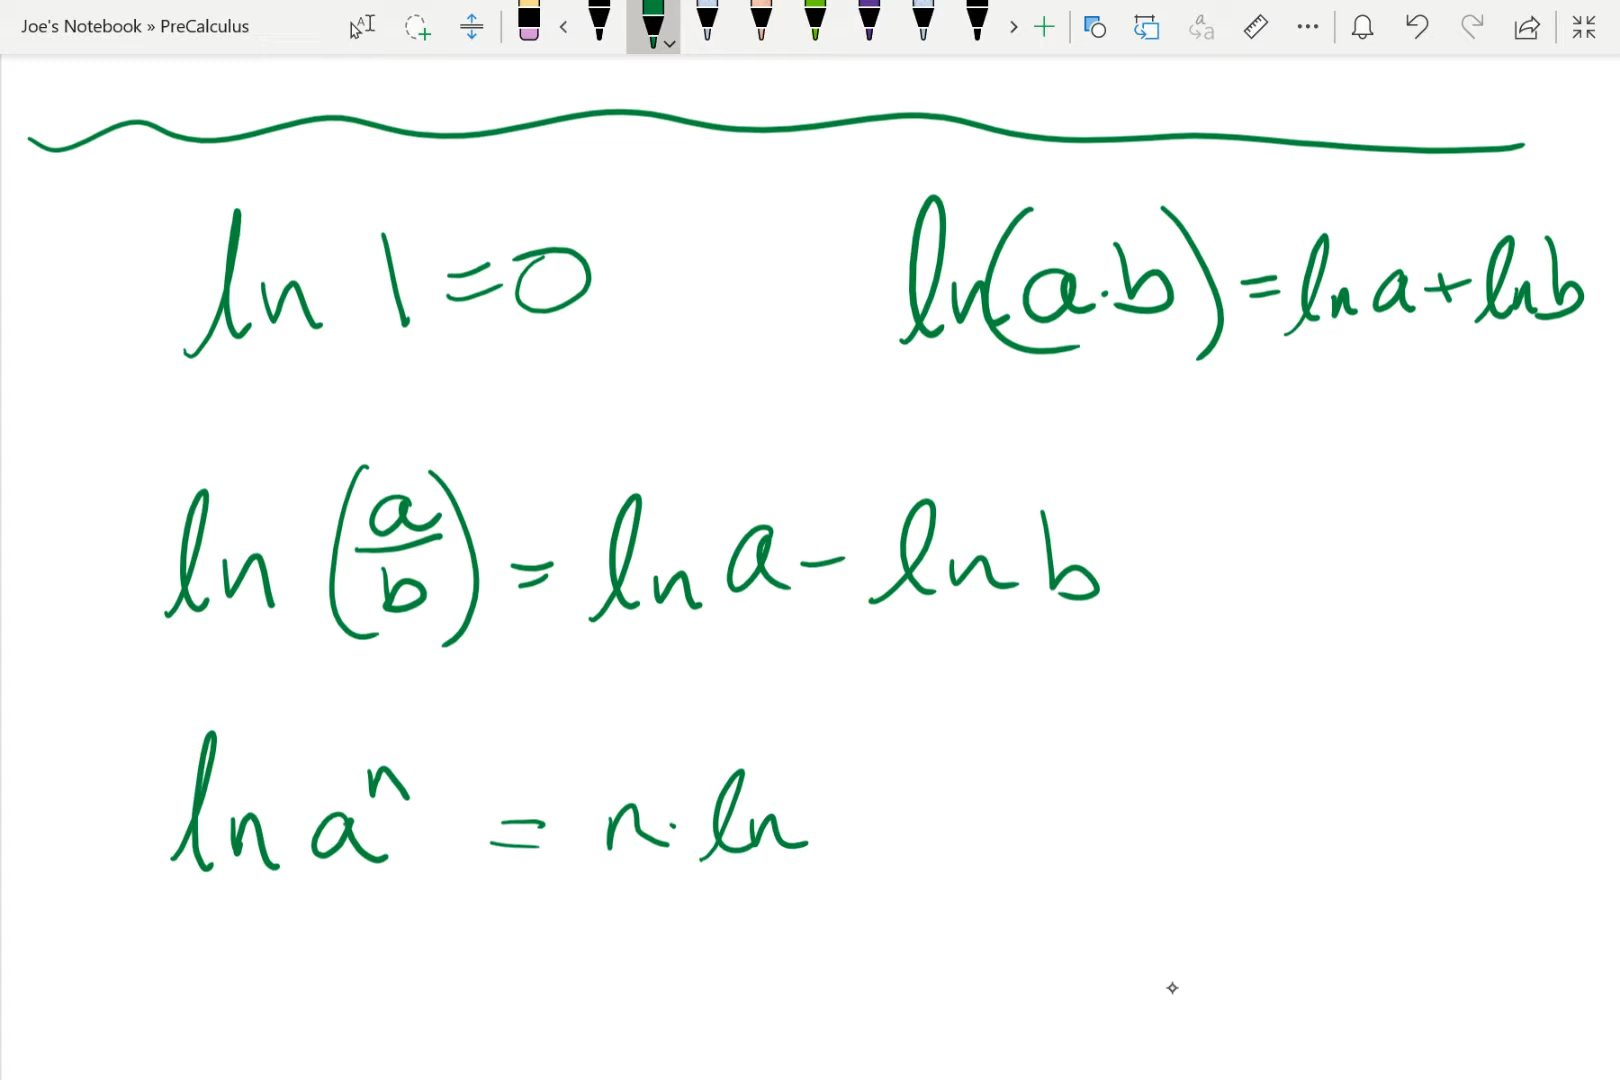 Joe's Notebook » PreCalculus
ln 1 = 0
ln(a·b) = ln a + ln b
ln (a/b) = ln a - ln b
ln aⁿ = n·ln